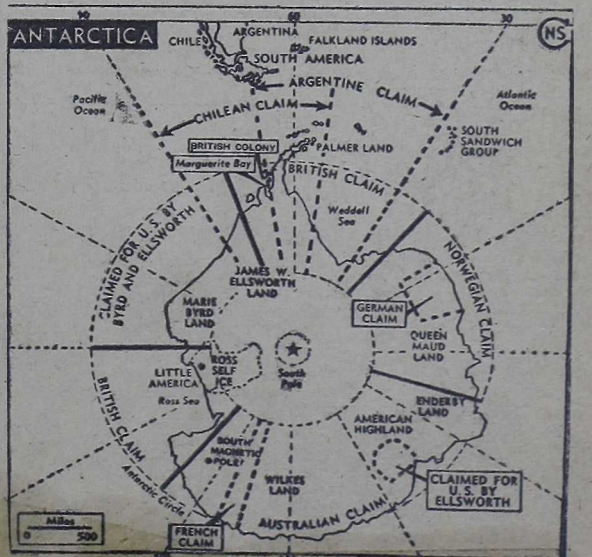 90
60
30
ANTARCTICA
NS
CHILE
ARGENTINA
FALKLAND ISLANDS
SOUTH AMERICA
ARGENTINE CLAIM
CHILEAN CLAIM
Pacific
Ocean
Atlantic
Ocean
SOUTH
SANDWICH
GROUP
BRITISH COLONY
Marguerite Bay
PALMER LAND
BRITISH CLAIM
Weddell
Sea
CLAIMED FOR U.S. BY
BYRD AND ELLSWORTH
NORWEGIAN CLAIM
JAMES W.
ELLSWORTH
LAND
MARIE
BYRD
LAND
GERMAN
CLAIM
QUEEN
MAUD
LAND
LITTLE
AMERICA
ROSS
SELF
ICE
South
Pole
Ross Sea
ENDERBY
LAND
BRITISH CLAIM
AMERICAN
HIGHLAND
SOUTH
MAGNETIC
POLE
WILKES
LAND
Antarctic Circle
AUSTRALIAN CLAIM
CLAIMED FOR
U.S. BY
ELLSWORTH
FRENCH
CLAIM
Miles
0 500